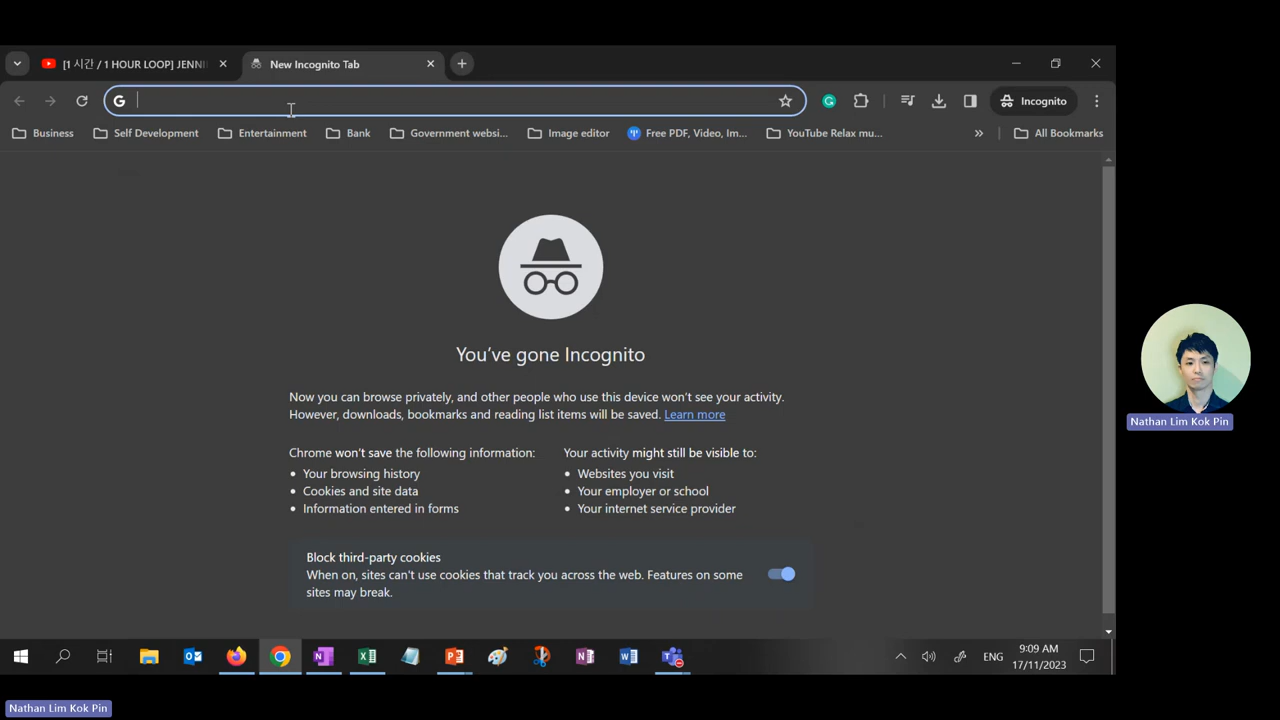 [1 시간 / 1 HOUR LOOP] JENNI
New Incognito Tab
Incognito
Business
Self Development
Entertainment
Bank
Government websi...
Image editor
Free PDF, Video, Im...
YouTube Relax mu...
All Bookmarks
You've gone Incognito
Now you can browse privately, and other people who use this device won't see your activity.
However, downloads, bookmarks and reading list items will be saved. Learn more
Chrome won't save the following information:
• Your browsing history
• Cookies and site data
• Information entered in forms
Your activity might still be visible to:
• Websites you visit
• Your employer or school
• Your internet service provider
Block third-party cookies
When on, sites can't use cookies that track you across the web. Features on some
sites may break.
Nathan Lim Kok Pin
ENG
9:09 AM
17/11/2023
Nathan Lim Kok Pin